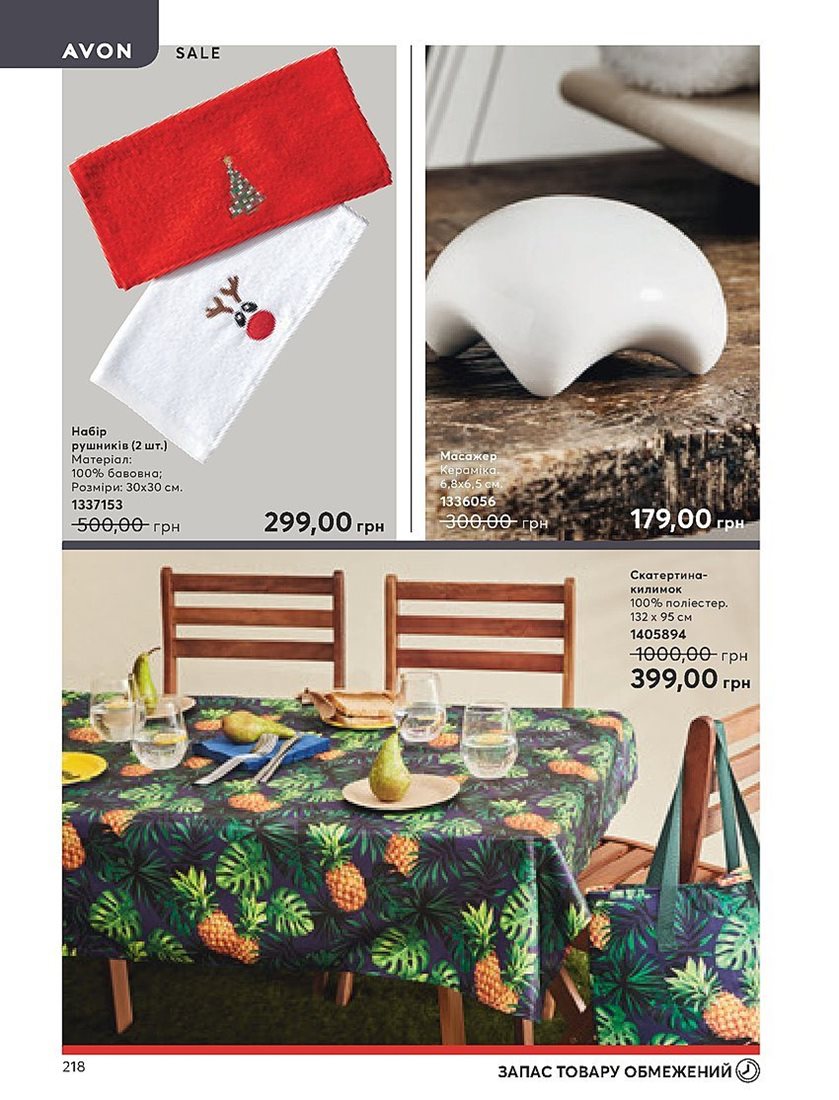 AVON
SALE
Набір
рушників (2 шт.)
Матеріал:
100% бавовна;
Розміри: 30x30 см.
1337153
500,00 грн
299,00 грн
Масажер
Кераміка.
6,8x6,5 см.
1336056
300,00 грн
179,00 грн
Скатертина-
килимок
100% поліестер.
132 x 95 см
1405894
1000,00 грн
399,00 грн
218
ЗАПАС ТОВАРУ ОБМЕЖЕНИЙ